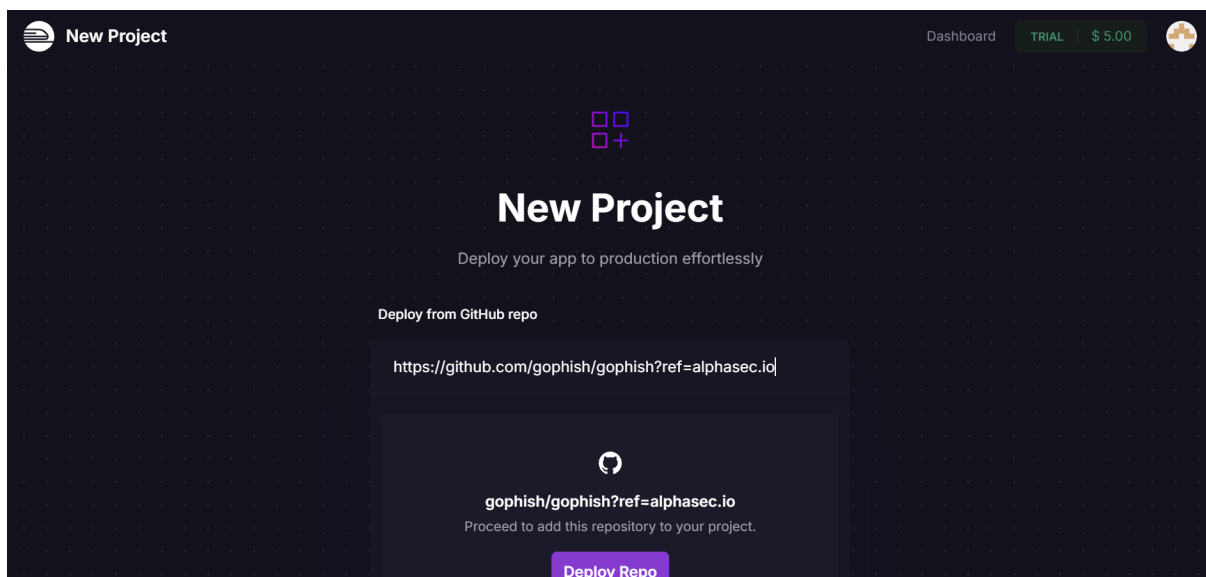 New Project
Dashboard
TRIAL
$ 5.00
New Project
Deploy your app to production effortlessly
Deploy from GitHub repo
https://github.com/gophish/gophish?ref=alphasec.io
gophish/gophish?ref=alphasec.io
Proceed to add this repository to your project.
Deploy Repo